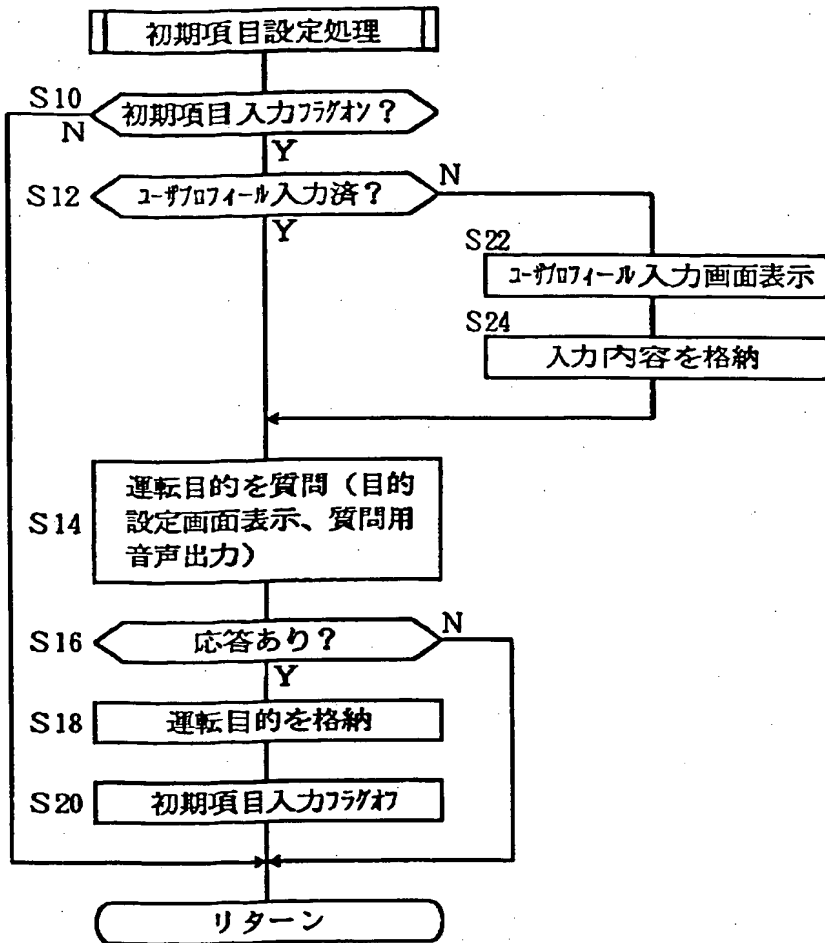 初期項目設定処理
S10
初期項目入力フラグオン？
N
Y
S12
ユーザプロフィール入力済？
N
Y
S22
ユーザプロフィール入力画面表示
S24
入力内容を格納
S14
運転目的を質問（目的
設定画面表示、質問用
音声出力）
S16
応答あり？
N
Y
S18
運転目的を格納
S20
初期項目入力フラグオフ
リターン